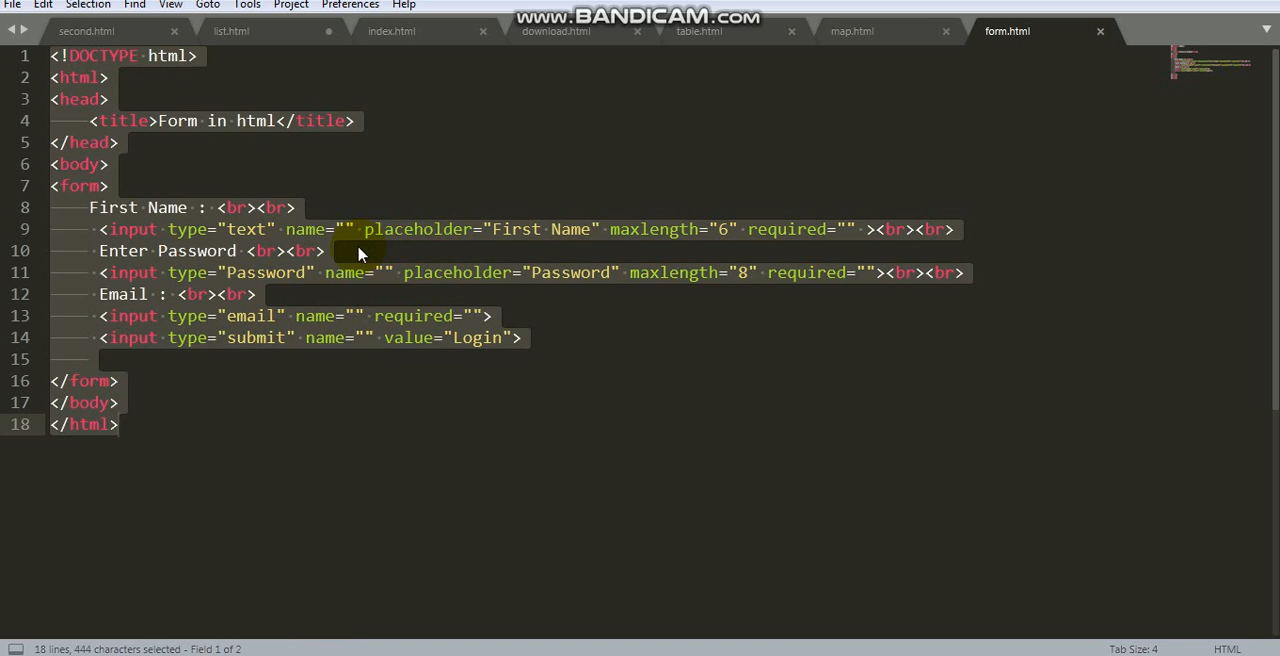 File Edit Selection View Goto Tools Project Preferences Help
www.BANDICAM.com
second.html list.html index.html download.html table.html map.html form.html
1 <!DOCTYPE html>
2 <html>
3 <head>
4 <title>Form in html</title>
5 </head>
6 <body>
7 <form>
8 First Name : <br><br>
9 <input type="text" name="" placeholder="First Name" maxlength="6" required="" ><br><br>
10 Enter Password <br><br>
11 <input type="Password" name="" placeholder="Password" maxlength="8" required=""><br><br>
12 Email : <br><br>
13 <input type="email" name="" required="">
14 <input type="submit" name="" value="Login">
15
16 </form>
17 </body>
18 </html>
18 lines, 444 characters selected - Field 1 of 2 Tab Size: 4 HTML